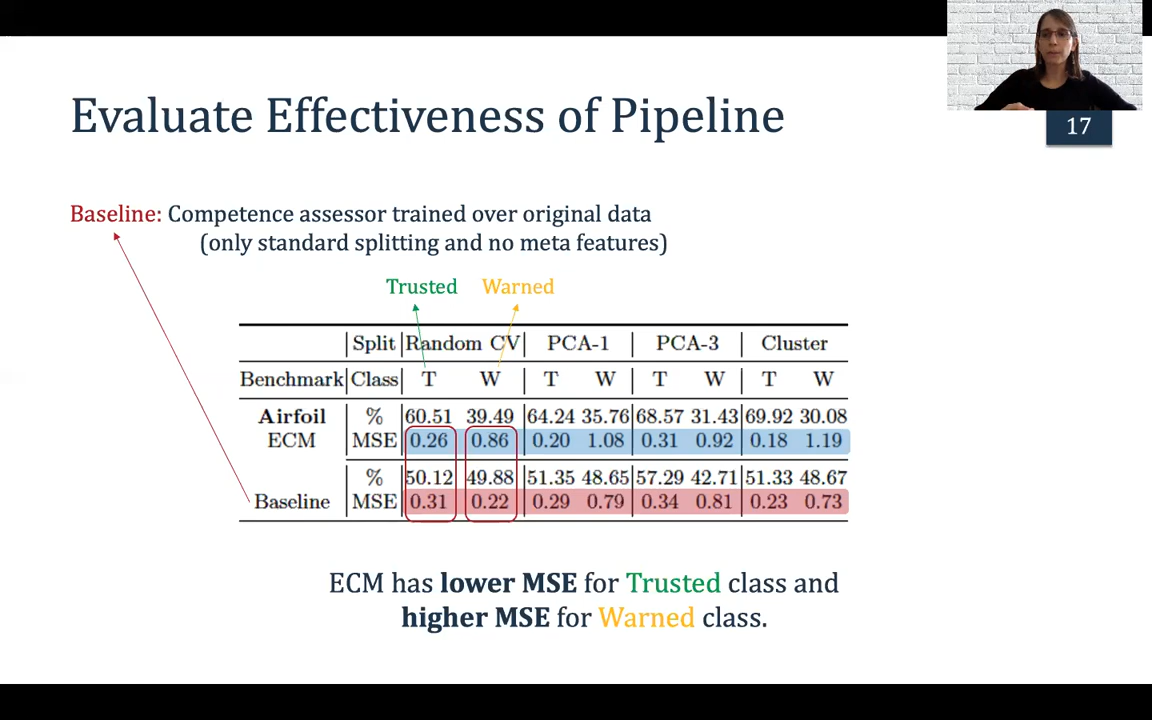 Evaluate Effectiveness of Pipeline
17
Baseline: Competence assessor trained over original data
(only standard splitting and no meta features)
Trusted Warned
Split Random CV PCA-1 PCA-3 Cluster
Benchmark Class T W T W T W T W
Airfoil % 60.51 39.49 64.24 35.76 68.57 31.43 69.92 30.08
ECM MSE 0.26 0.86 0.20 1.08 0.31 0.92 0.18 1.19
% 50.12 49.88 51.35 48.65 57.29 42.71 51.33 48.67
Baseline MSE 0.31 0.22 0.29 0.79 0.34 0.81 0.23 0.73
ECM has lower MSE for Trusted class and
higher MSE for Warned class.